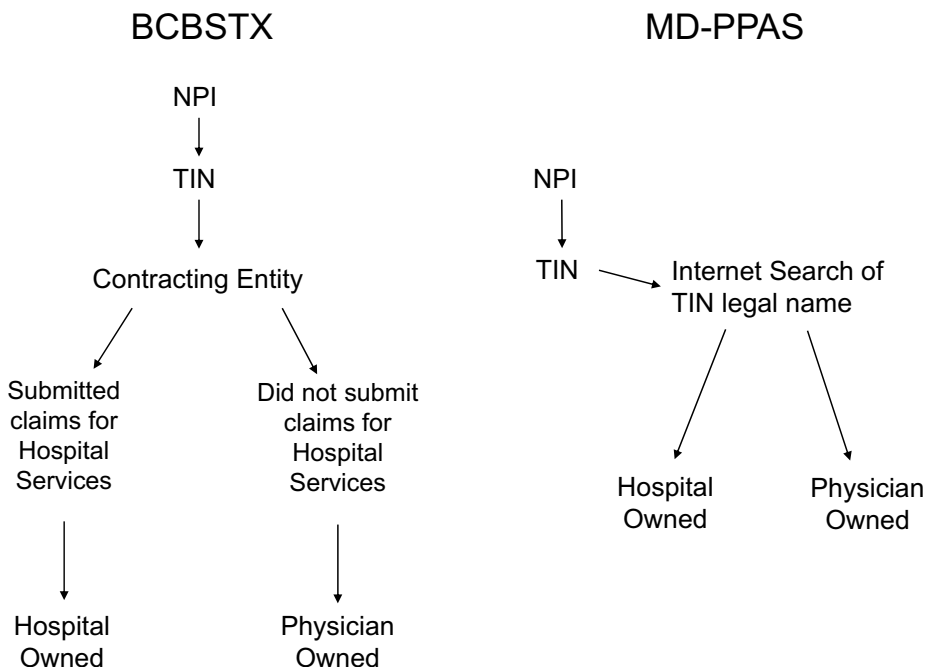 BCBSTX
NPI
TIN
Contracting Entity
Submitted
claims for
Hospital
Services
Did not submit
claims for
Hospital
Services
Hospital
Owned
Physician
Owned
MD-PPAS
NPI
TIN
Internet Search of
TIN legal name
Hospital
Owned
Physician
Owned